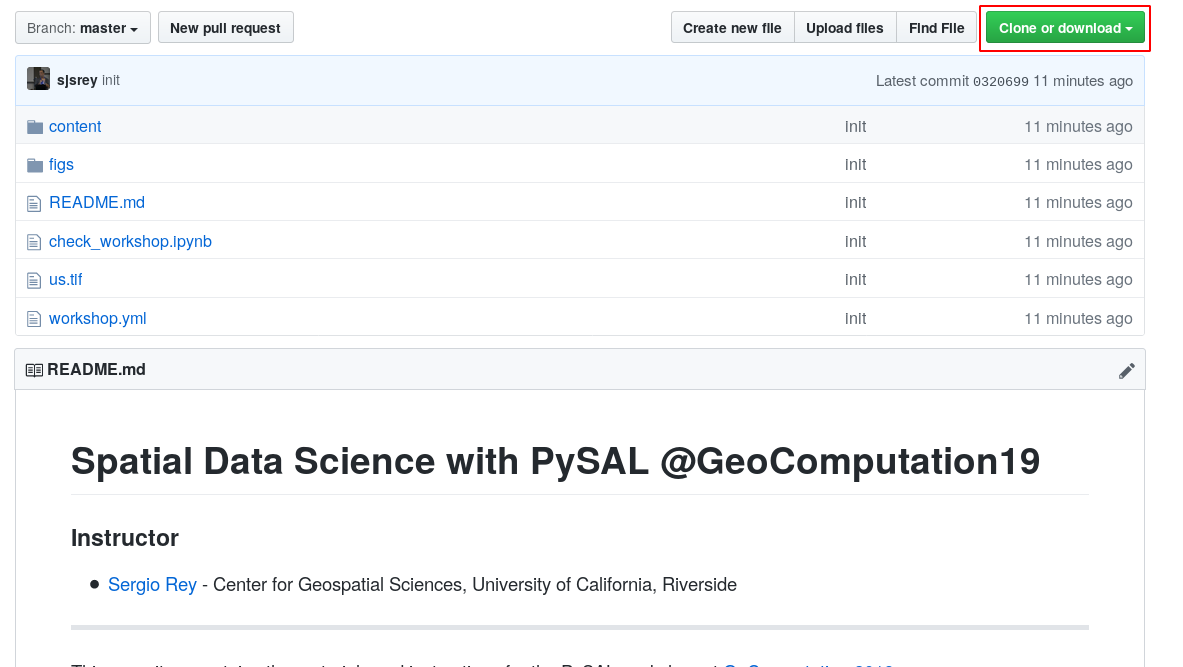 Branch: master New pull request Create new file Upload files Find File Clone or download
sjsrey init Latest commit 0320699 11 minutes ago
content init 11 minutes ago
figs init 11 minutes ago
README.md init 11 minutes ago
check_workshop.ipynb init 11 minutes ago
us.tif init 11 minutes ago
workshop.yml init 11 minutes ago
README.md
Spatial Data Science with PySAL @GeoComputation19
Instructor
Sergio Rey - Center for Geospatial Sciences, University of California, Riverside